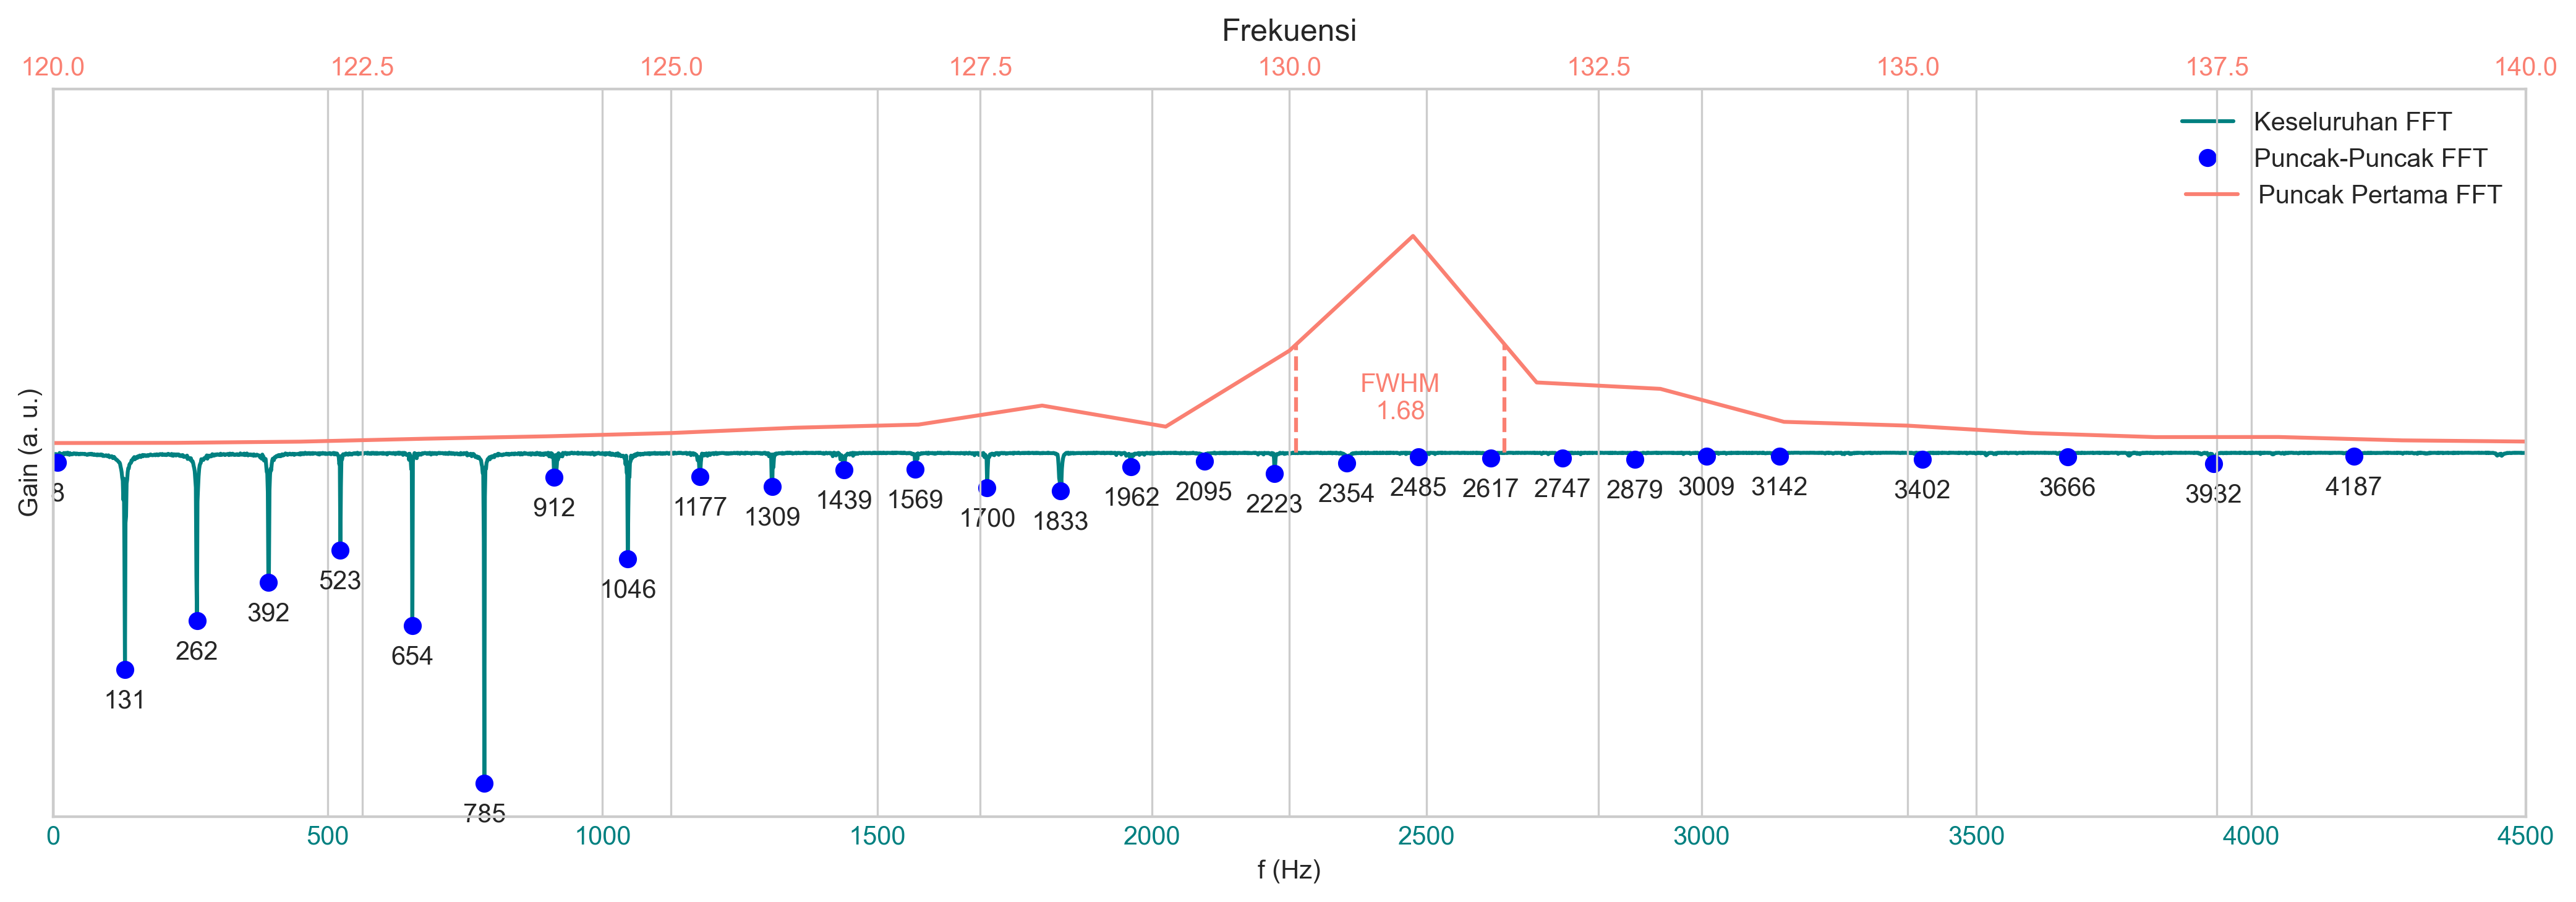 Frekuensi
120.0 122.5 125.0 127.5 130.0 132.5 135.0 137.5 140.0
Keseluruhan FFT
Puncak-Puncak FFT
Puncak Pertama FFT
FWHM
1.68
Gain (a. u.)
8 131 262 392 523 654 785 912 1046 1177 1309 1439 1569 1700 1833 1962 2095 2223 2354 2485 2617 2747 2879 3009 3142 3402 3666 3932 4187
0 500 1000 1500 2000 2500 3000 3500 4000 4500
f (Hz)